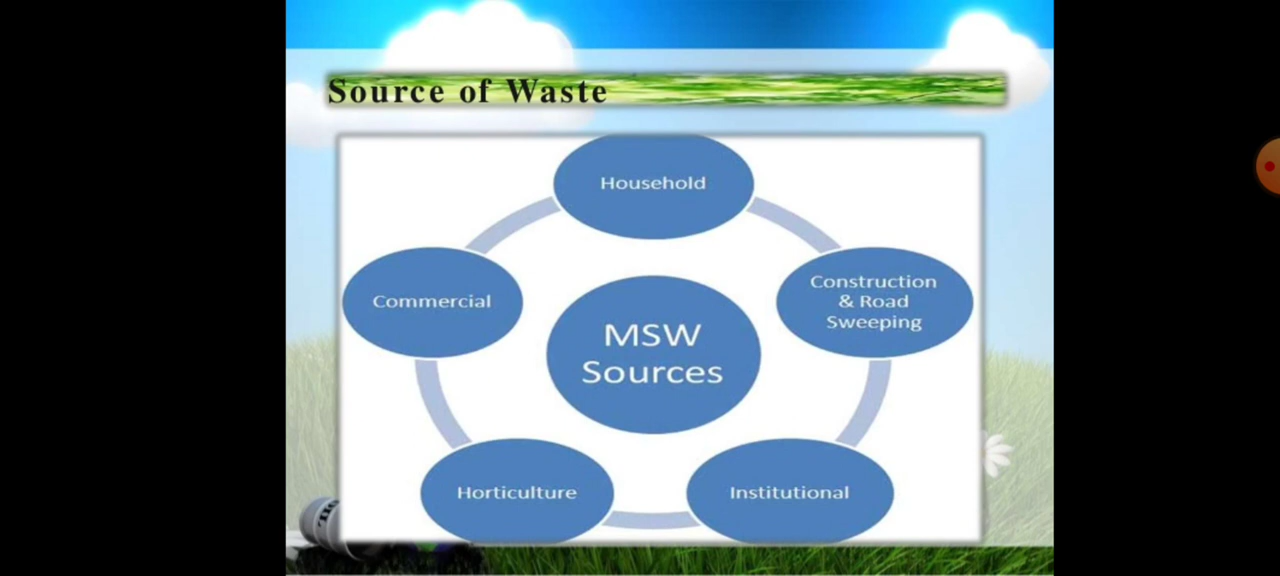 Source of Waste
Household
Construction
& Road
Sweeping
Commercial
MSW
Sources
Horticulture
Institutional